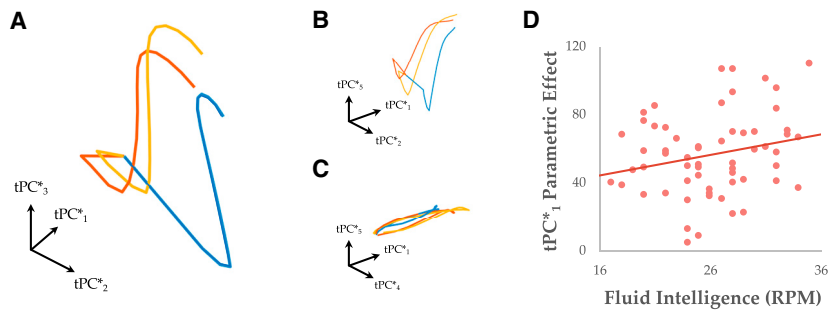 A
tPC*3
tPC*1
tPC*2
B
tPC*5
tPC*1
tPC*2
C
tPC*5
tPC*1
tPC*4
D
tPC*1 Parametric Effect
120
80
40
0
16
26
36
Fluid Intelligence (RPM)